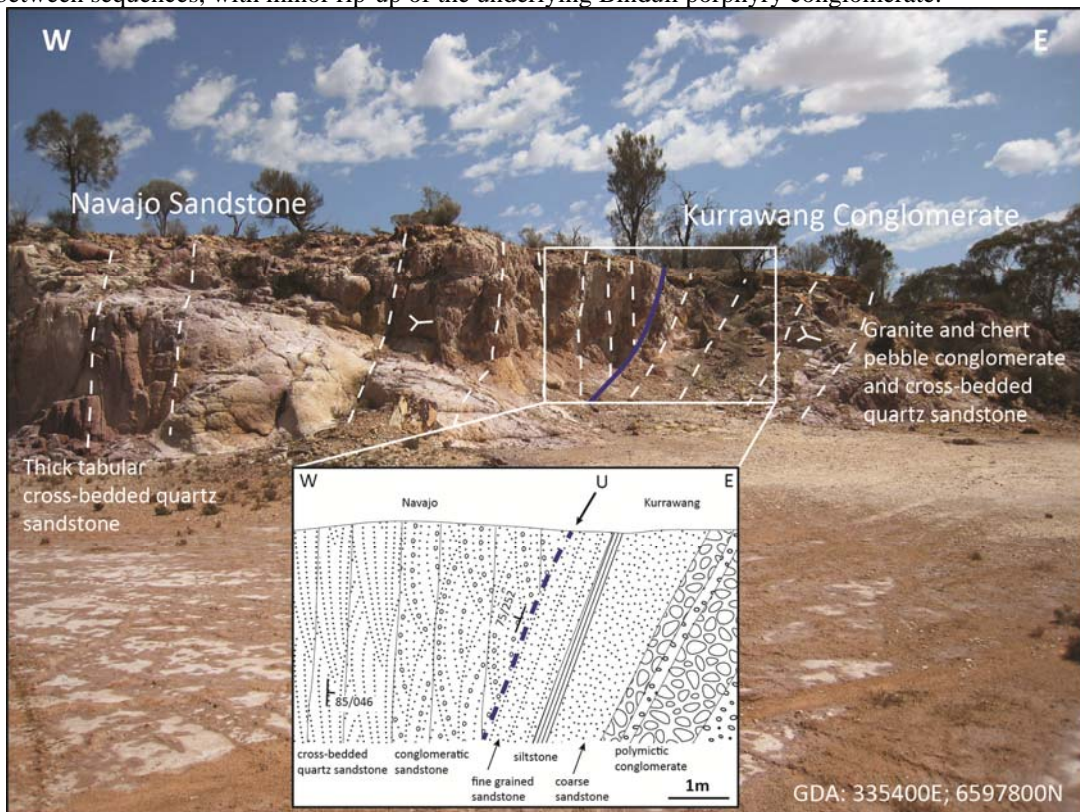 between sequences, with minor rip-up of the underlying Binduli porphyry conglomerate.
W
E
Navajo Sandstone
Kurrawang Conglomerate
Granite and chert
pebble conglomerate
and cross-bedded
quartz sandstone
Thick tabular
cross-bedded quartz
sandstone
W
U
E
Navajo
Kurrawang
75/252
85/046
cross-bedded
quartz sandstone
conglomeratic
sandstone
fine grained
sandstone
siltstone
coarse
sandstone
polymictic
conglomerate
1m
GDA: 335400E; 6597800N